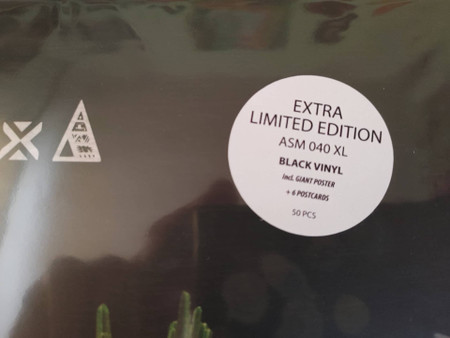 EXTRA
LIMITED EDITION
ASM 040 XL
BLACK VINYL
incl. GIANT POSTER
+ 6 POSTCARDS
50 PCS